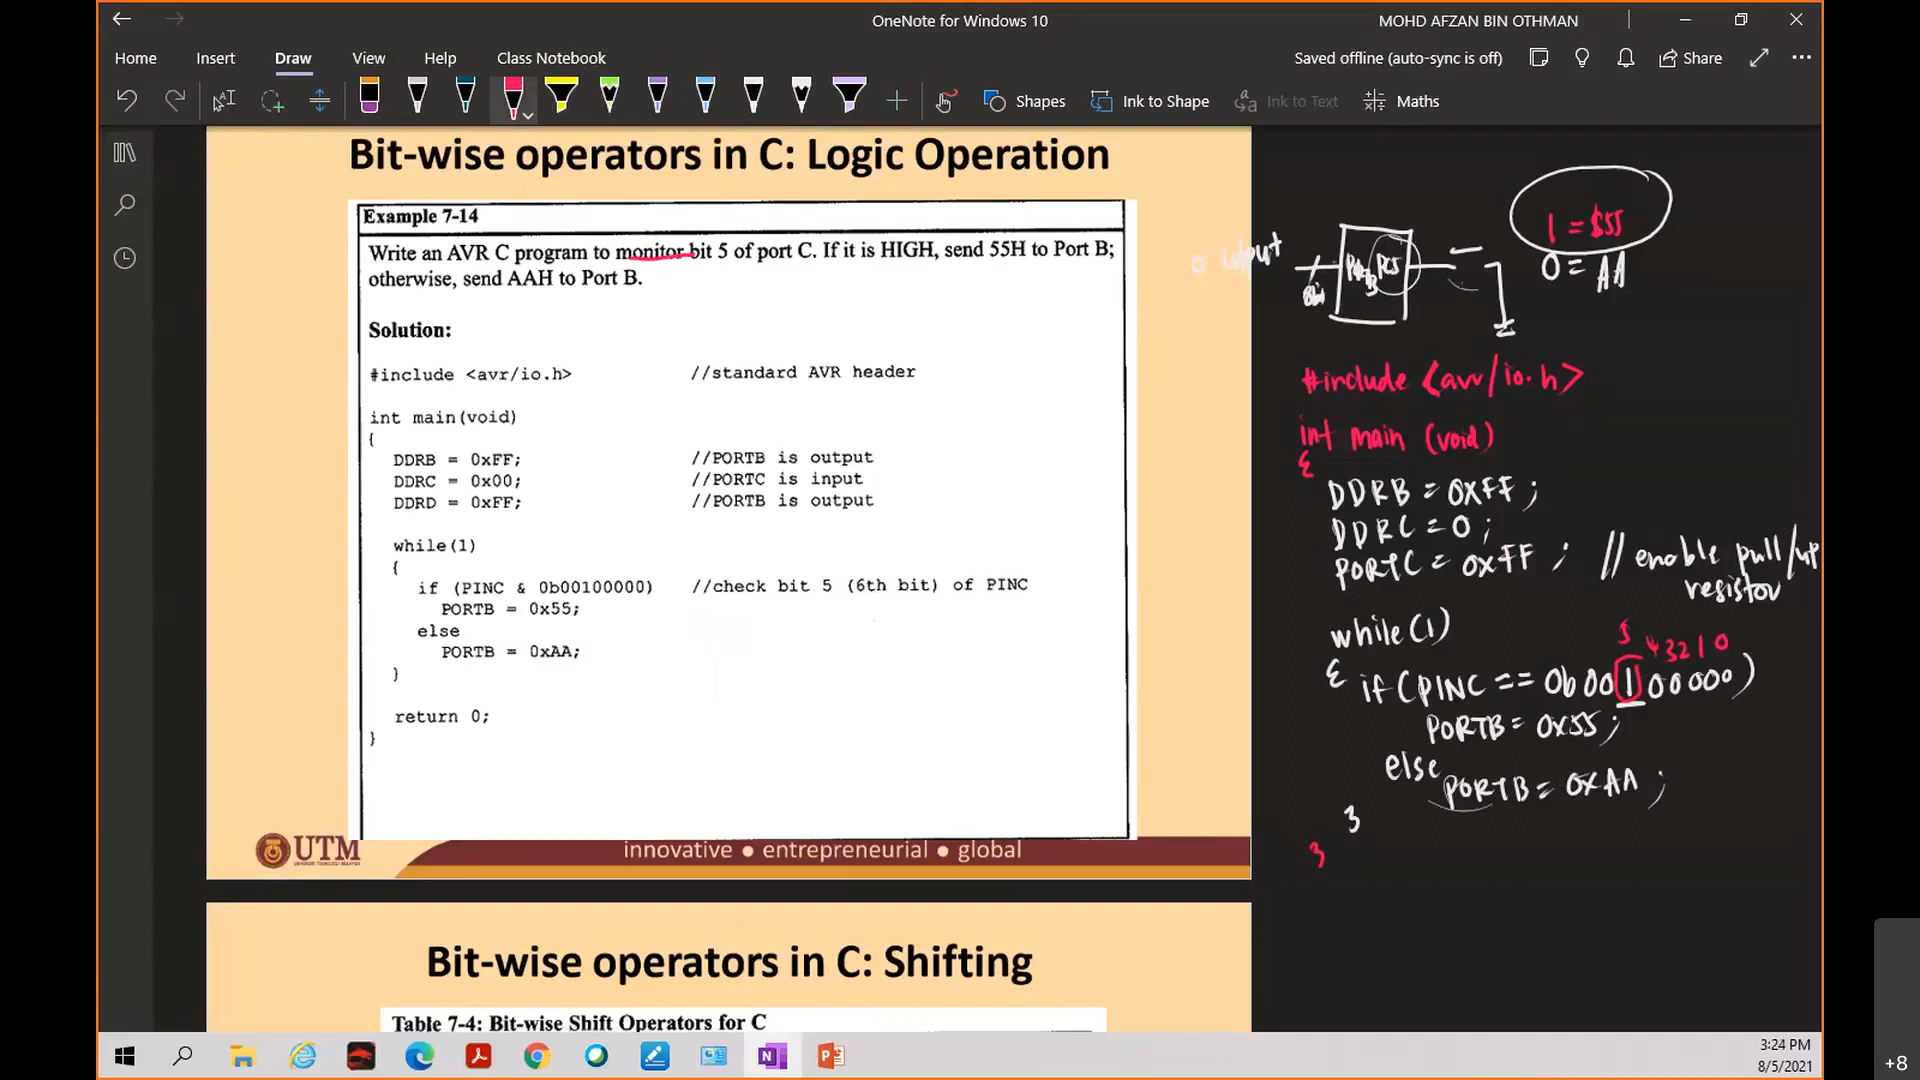 OneNote for Windows 10
MOHD AFZAN BIN OTHMAN
Home Insert Draw View Help Class Notebook
Saved offline (auto-sync is off) Share
Shapes Ink to Shape Ink to Text Maths
Bit-wise operators in C: Logic Operation
Example 7-14
Write an AVR C program to monitor bit 5 of port C. If it is HIGH, send 55H to Port B;
otherwise, send AAH to Port B.
Solution:
#include <avr/io.h> //standard AVR header
int main(void)
{
DDRB = 0xFF; //PORTB is output
DDRC = 0x00; //PORTC is input
DDRD = 0xFF; //PORTB is output
while(1)
{
if (PINC & 0b00100000) //check bit 5 (6th bit) of PINC
PORTB = 0x55;
else
PORTB = 0xAA;
}
return 0;
}
UTM
innovative ● entrepreneurial ● global
Bit-wise operators in C: Shifting
Table 7-4: Bit-wise Shift Operators for C
1 = $55
0 = AA
PC5
#include <avr/io.h>
int main (void)
{
DDRB = 0xFF ;
DDRC = 0 ;
PORTC = 0xFF ; // enable pull/up
resistor
while(1)
5 4 3 2 1 0
{ if (PINC == 0b00100000)
PORTB = 0x55 ;
else
PORTB = 0xAA ;
}
}
3:24 PM
8/5/2021
+8